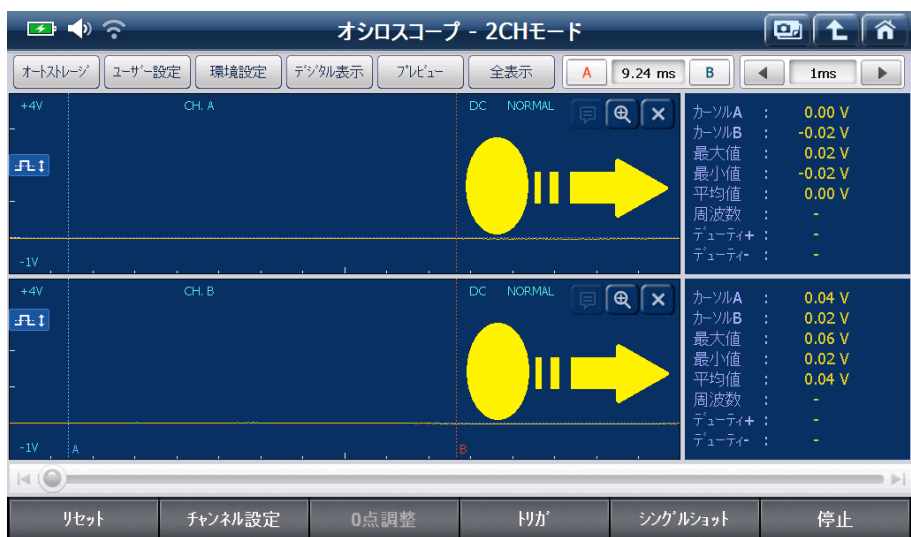 オシロスコープ - 2CHモード
オートストレージ ユーザー設定 環境設定 デジタル表示 プレビュー 全表示 A 9.24 ms B 1ms
+4V CH. A DC NORMAL
-1V
カーソルA : 0.00 V
カーソルB : -0.02 V
最大値 : 0.02 V
最小値 : -0.02 V
平均値 : 0.00 V
周波数 : -
デューティ+ : -
デューティ- : -
+4V CH. B DC NORMAL
-1V A B
カーソルA : 0.04 V
カーソルB : 0.02 V
最大値 : 0.06 V
最小値 : 0.02 V
平均値 : 0.04 V
周波数 : -
デューティ+ : -
デューティ- : -
リセット チャンネル設定 0点調整 トリガ シングルショット 停止